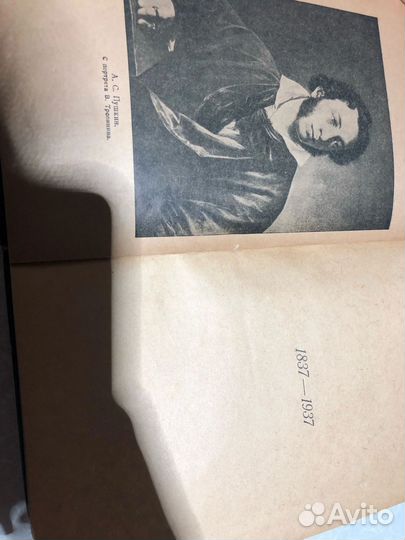 А. С. Пушкин.
С портрета В. Тропинина.
1837—1937
Avito